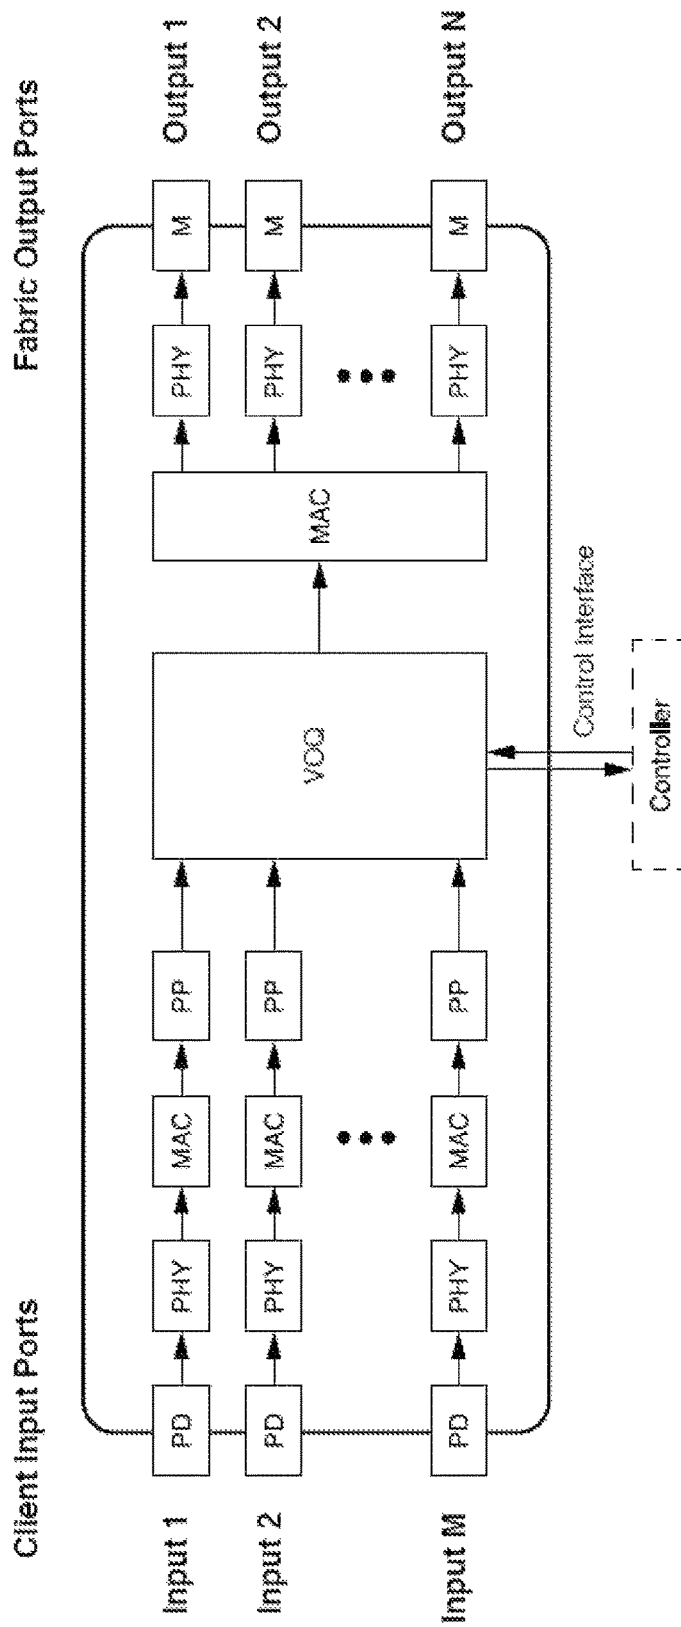 Client Input Ports
Fabric Output Ports
Input 1
PD
PHY
MAC
PP
PHY
M
Output 1
Input 2
PD
PHY
MAC
PP
PHY
M
Output 2
VOQ
MAC
Input M
PD
PHY
MAC
PP
PHY
M
Output N
Control Interface
Controller